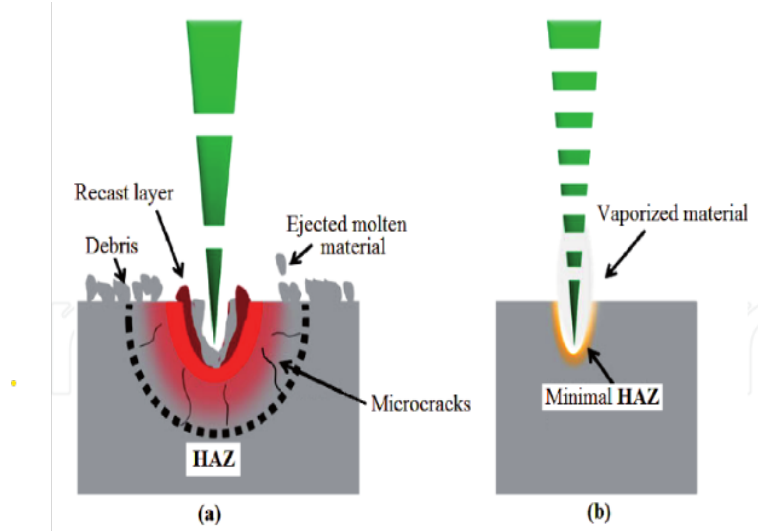 Recast layer
Debris
Ejected molten
material
Microcracks
HAZ
(a)
Vaporized material
Minimal HAZ
(b)